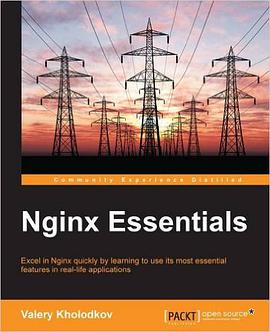 Community Experience Distilled
Nginx Essentials
Excel in Nginx quickly by learning to use its most essential
features in real-life applications
Valery Kholodkov
[PACKT] open source
PUBLISHING